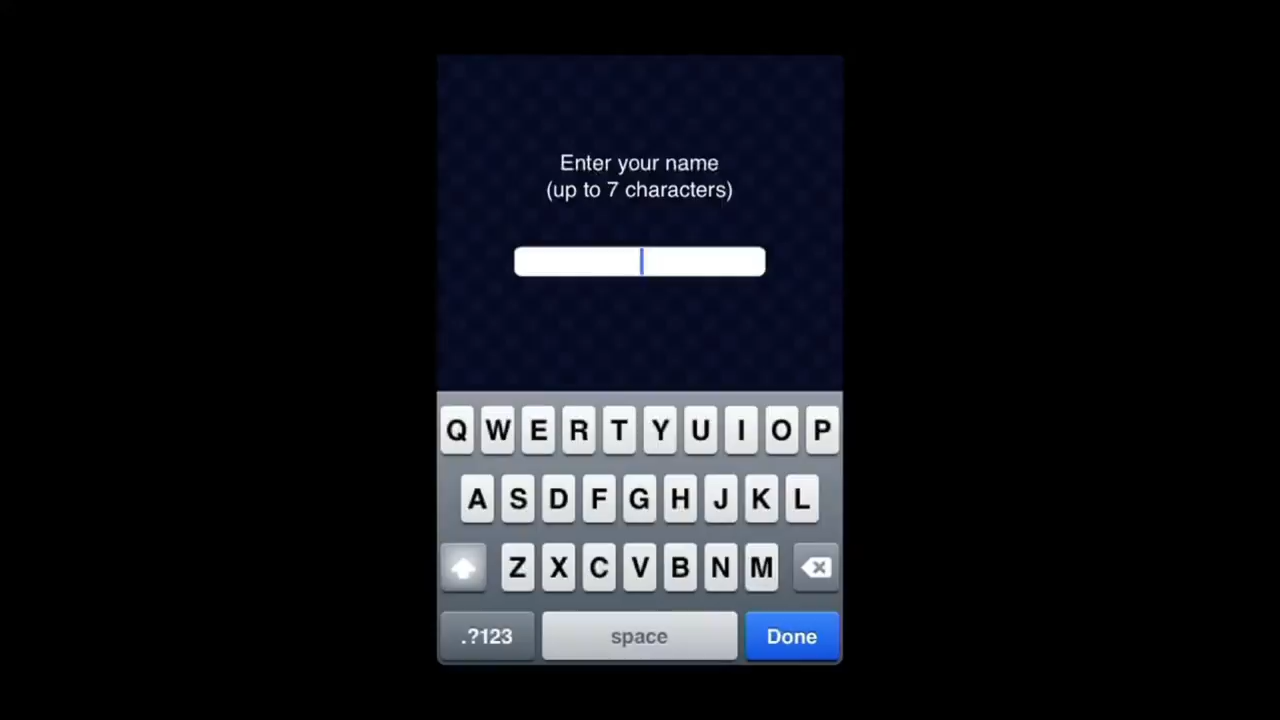 Enter your name
(up to 7 characters)
Q W E R T Y U I O P
A S D F G H J K L
Z X C V B N M
.?123 space Done